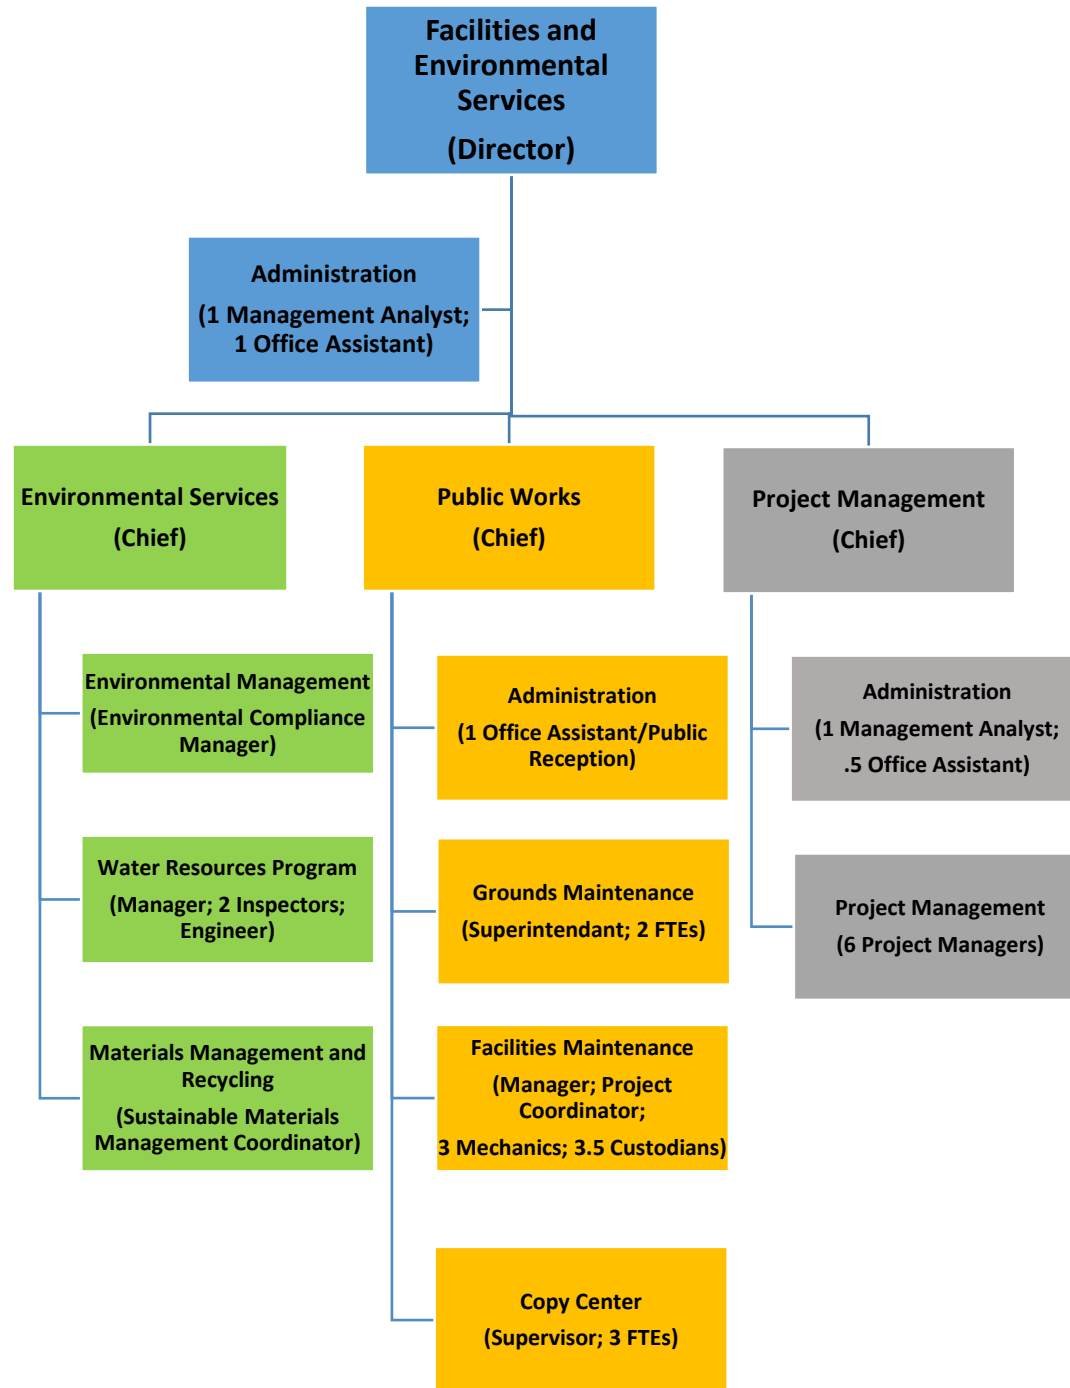 Facilities and
Environmental
Services
(Director)
Administration
(1 Management Analyst;
1 Office Assistant)
Environmental Services
(Chief)
Public Works
(Chief)
Project Management
(Chief)
Environmental Management
(Environmental Compliance
Manager)
Water Resources Program
(Manager; 2 Inspectors;
Engineer)
Materials Management and
Recycling
(Sustainable Materials
Management Coordinator)
Administration
(1 Office Assistant/Public
Reception)
Grounds Maintenance
(Superintendant; 2 FTEs)
Facilities Maintenance
(Manager; Project
Coordinator;
3 Mechanics; 3.5 Custodians)
Copy Center
(Supervisor; 3 FTEs)
Administration
(1 Management Analyst;
.5 Office Assistant)
Project Management
(6 Project Managers)